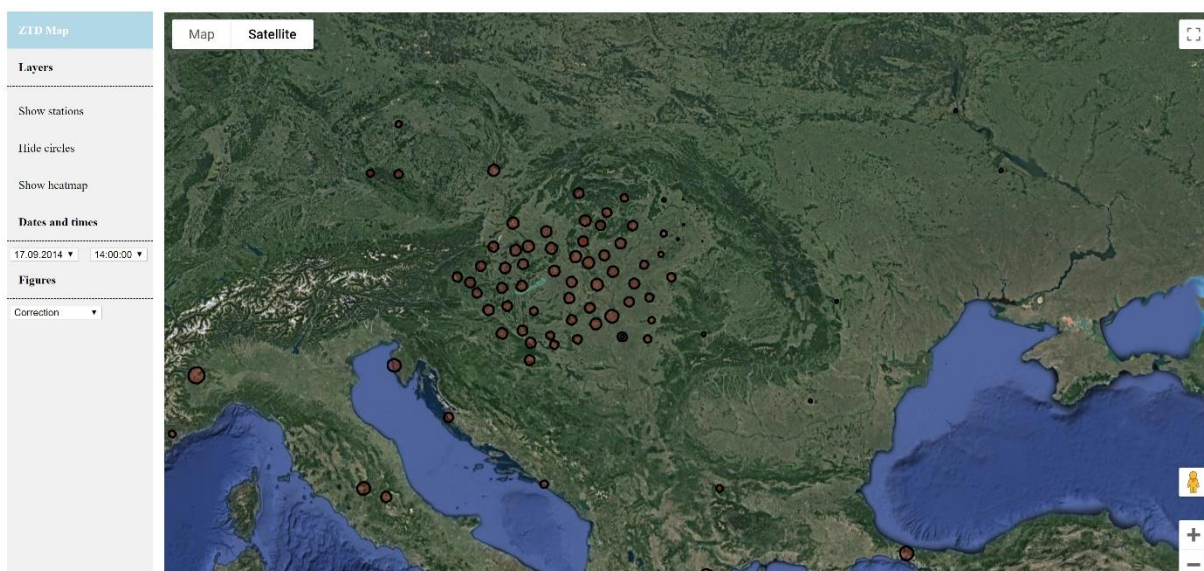 ZTD Map
Map Satellite
Layers
Show stations
Hide circles
Show heatmap
Dates and times
17.09.2014 ▼ 14:00:00 ▼
Figures
Correction ▼
+
−